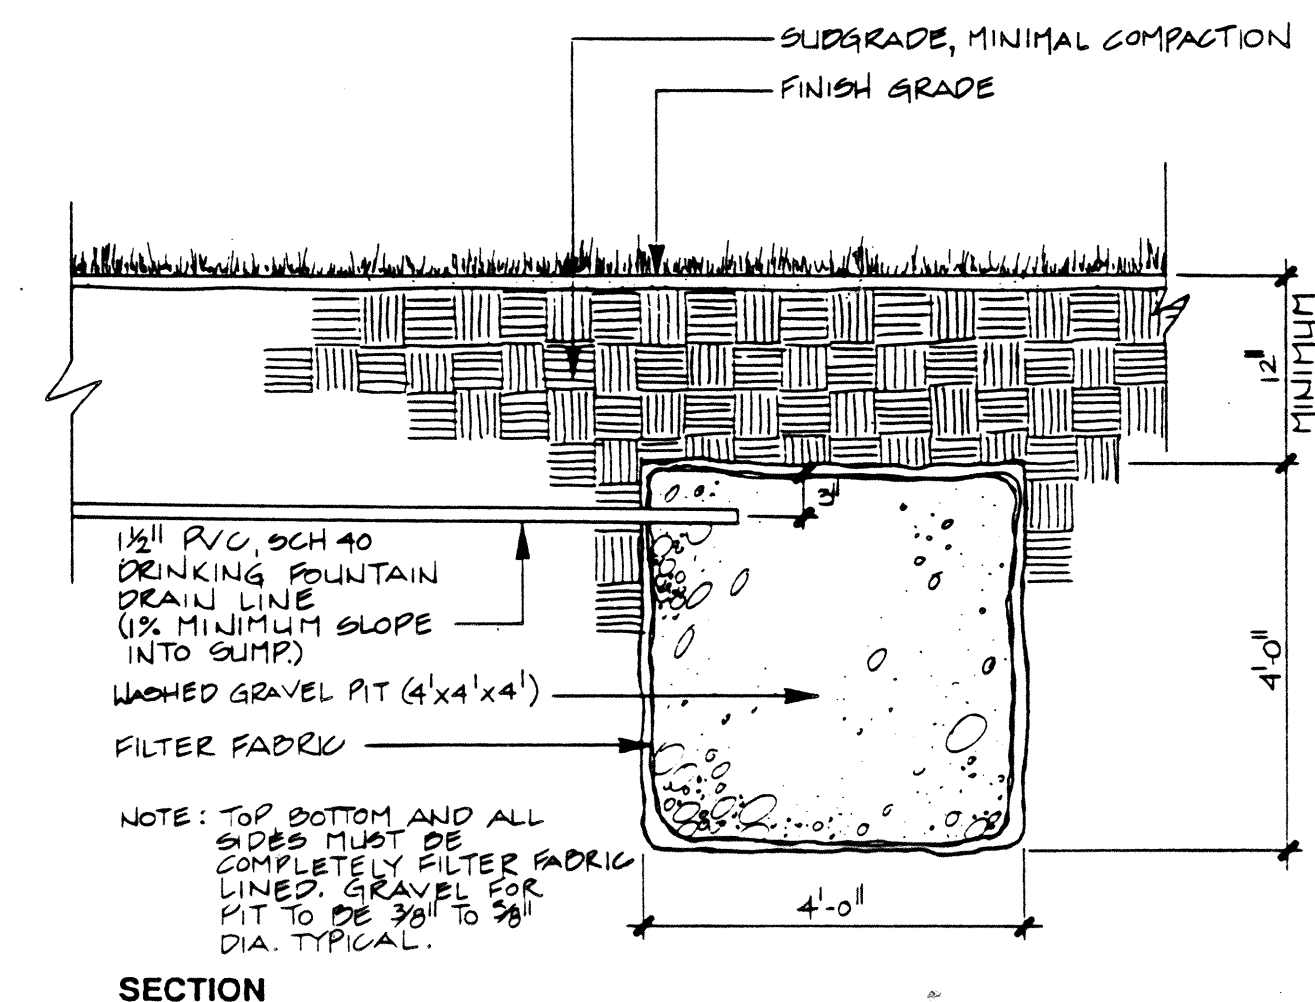 SUBGRADE, MINIMAL COMPACTION
FINISH GRADE
12"
MINIMUM
3"
1½" PVC, SCH 40
DRINKING FOUNTAIN
DRAIN LINE
(1% MINIMUM SLOPE
INTO SUMP.)
4'-0"
WASHED GRAVEL PIT (4'x4'x4')
FILTER FABRIC
NOTE: TOP BOTTOM AND ALL
SIDES MUST BE
COMPLETELY FILTER FABRIC
LINED. GRAVEL FOR
PIT TO BE 3/8" TO 5/8"
DIA. TYPICAL.
4'-0"
SECTION